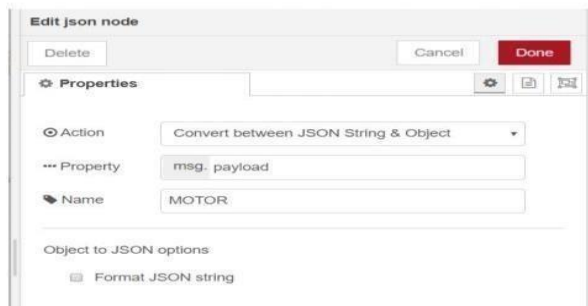 Edit json node
Delete Cancel Done
Properties
Action Convert between JSON String & Object
Property msg. payload
Name MOTOR
Object to JSON options
Format JSON string